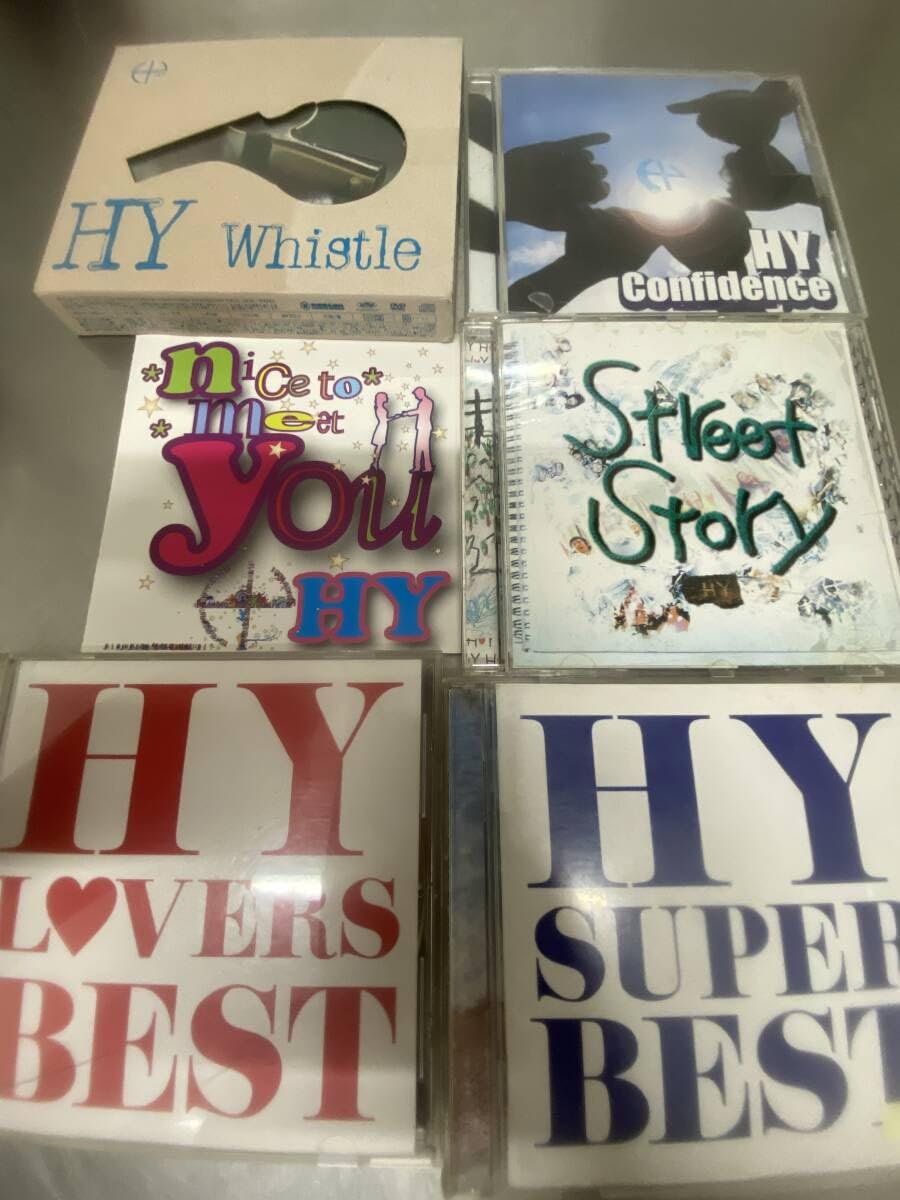 HY Whistle
HY
Confidence
*nice to*
*meet
you
HY
Street
Story
HY
HY
LOVERS
BEST
HY
SUPER
BEST